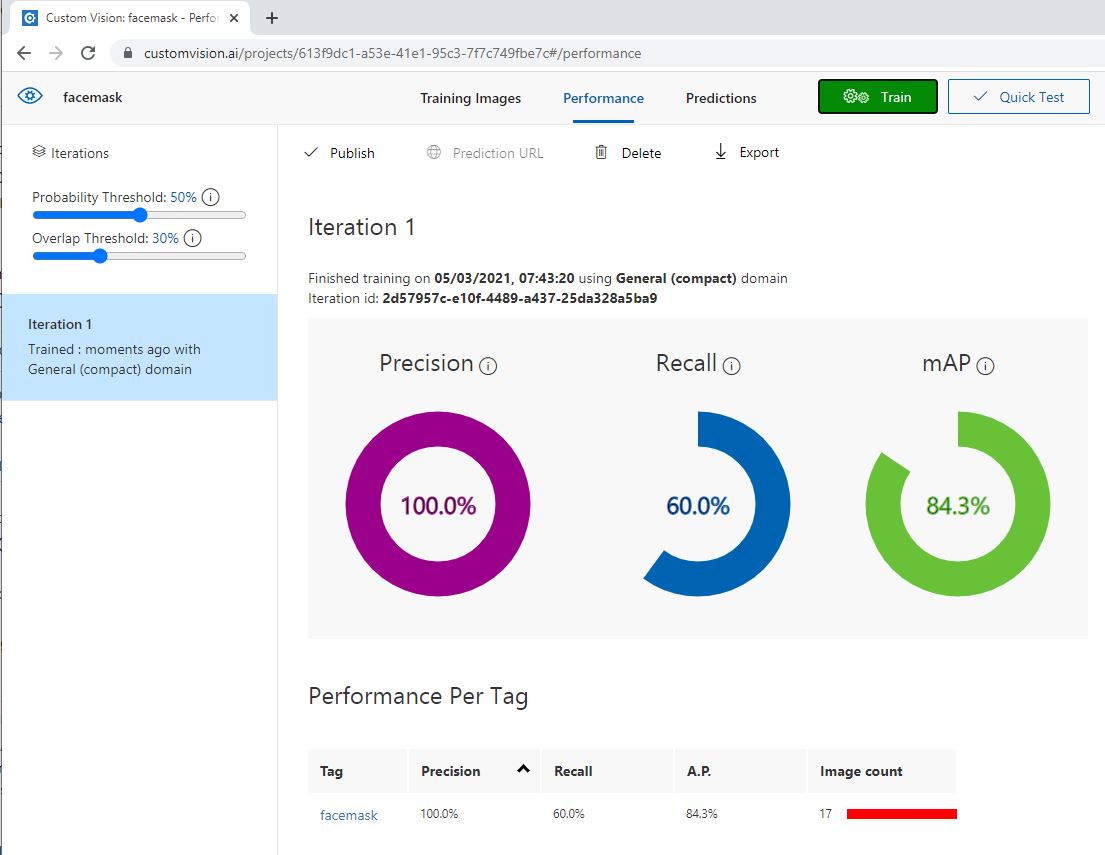 Custom Vision: facemask - Perfor
customvision.ai/projects/613f9dc1-a53e-41e1-95c3-7f7c749fbe7c#/performance
facemask
Training Images
Performance
Predictions
Train
Quick Test
Iterations
Probability Threshold: 50%
Overlap Threshold: 30%
Iteration 1
Trained : moments ago with
General (compact) domain
Publish
Prediction URL
Delete
Export
Iteration 1
Finished training on 05/03/2021, 07:43:20 using General (compact) domain
Iteration id: 2d57957c-e10f-4489-a437-25da328a5ba9
Precision
Recall
mAP
100.0%
60.0%
84.3%
Performance Per Tag
Tag Precision Recall A.P. Image count
facemask 100.0% 60.0% 84.3% 17